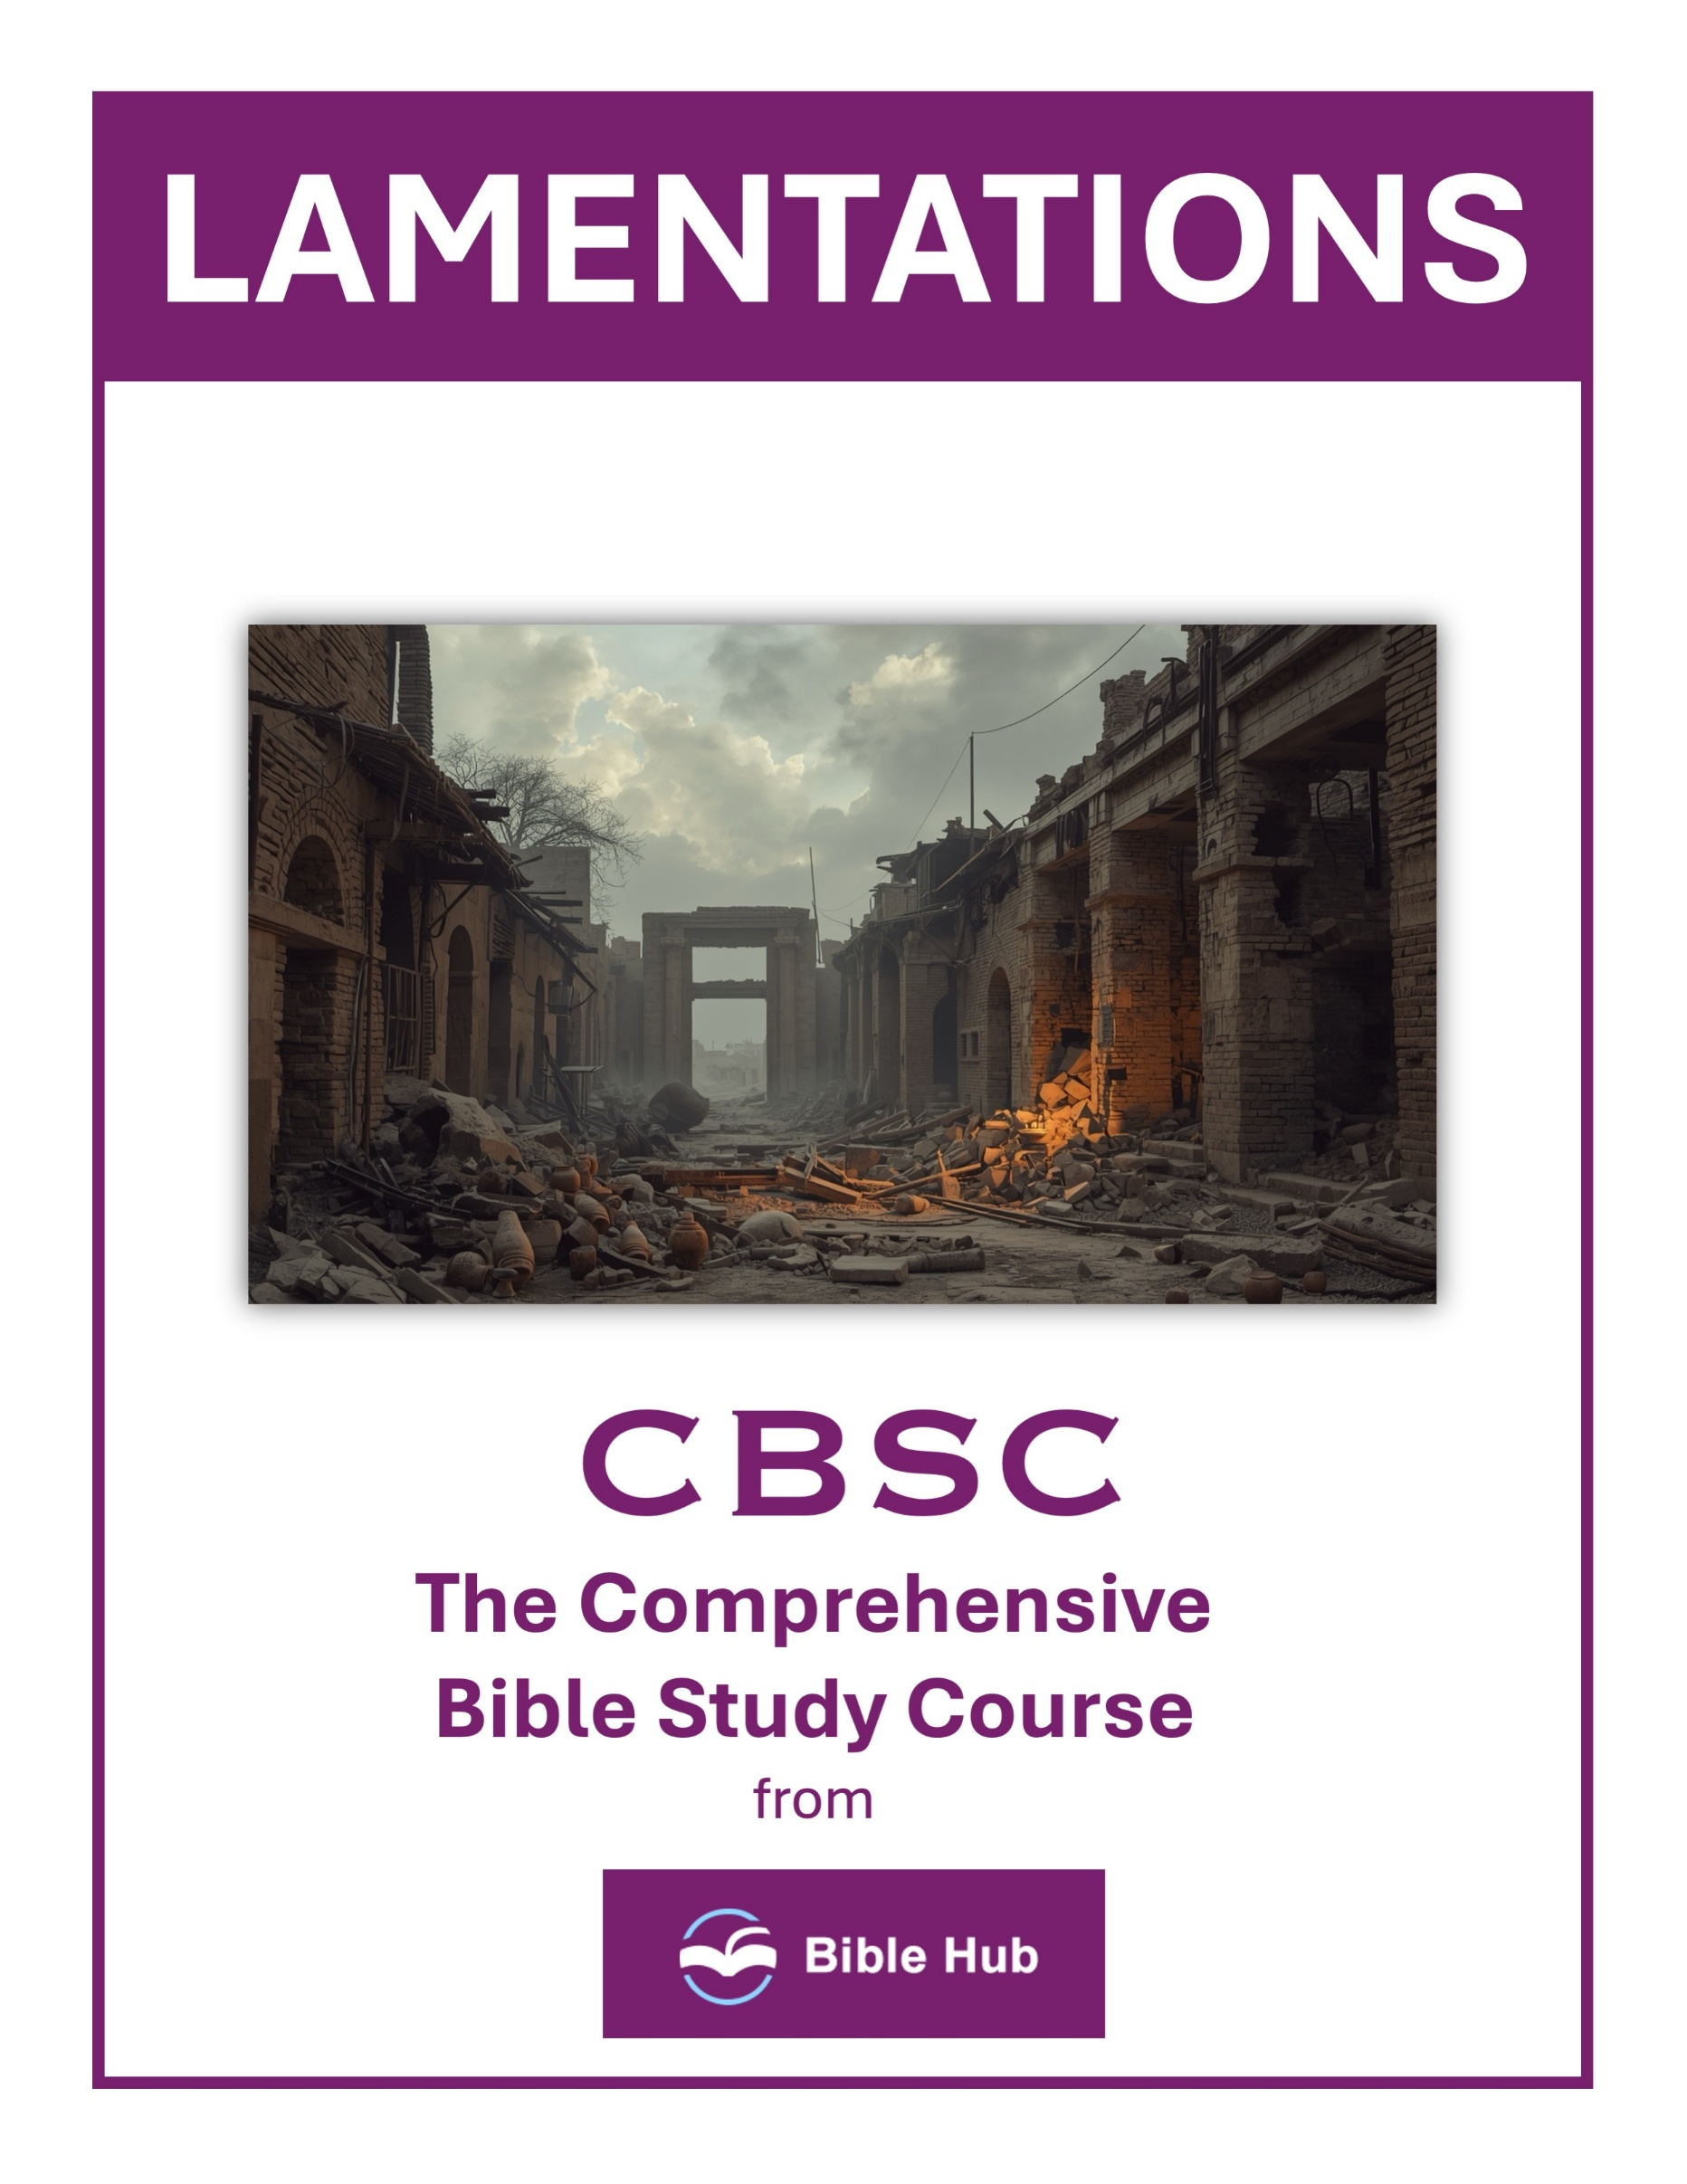 LAMENTATIONS
CBSC
The Comprehensive
Bible Study Course
from
Bible Hub